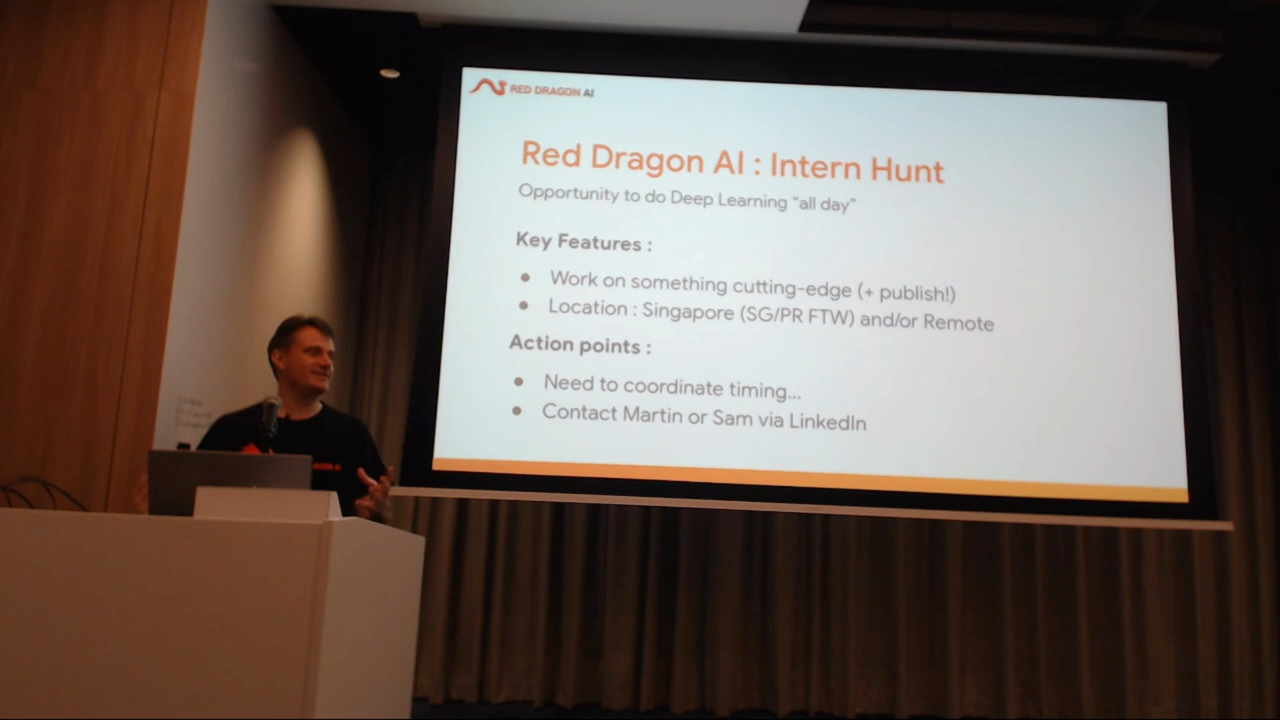 RED DRAGON AI
Red Dragon AI : Intern Hunt
Opportunity to do Deep Learning "all day"
Key Features :
● Work on something cutting-edge (+ publish!)
● Location : Singapore (SG/PR FTW) and/or Remote
Action points :
● Need to coordinate timing...
● Contact Martin or Sam via LinkedIn